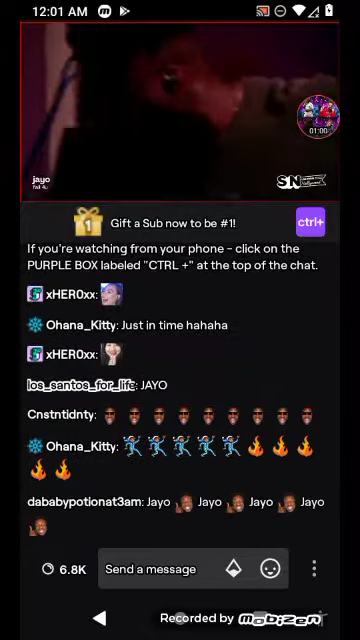 12:01 AM
01:00
jayo
SN
1 Gift a Sub now to be #1! ctrl+
If you're watching from your phone - click on the
PURPLE BOX labeled "CTRL +" at the top of the chat.
xHER0xx:
Ohana_Kitty: Just in time hahaha
xHER0xx:
los_santos_for_life: JAYO
Cnstntidnty:
Ohana_Kitty:
dababypotionat3am: Jayo Jayo Jayo Jayo
6.8K Send a message
Recorded by mobizen